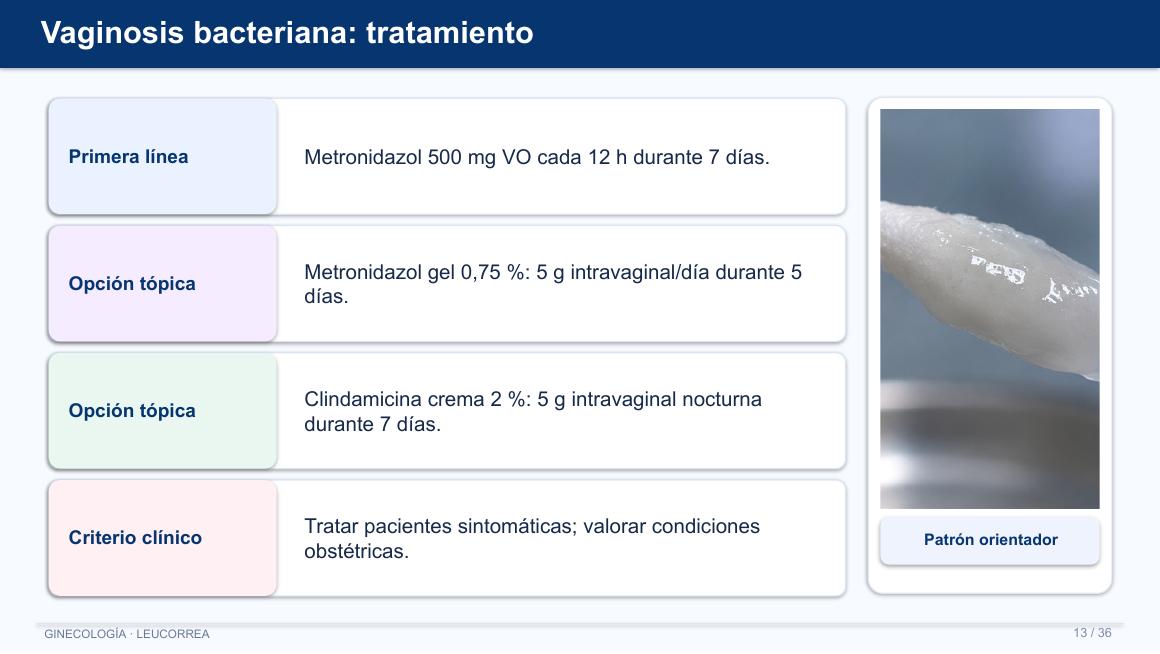 Vaginosis bacteriana: tratamiento
Primera línea
Metronidazol 500 mg VO cada 12 h durante 7 días.
Opción tópica
Metronidazol gel 0,75 %: 5 g intravaginal/día durante 5
días.
Opción tópica
Clindamicina crema 2 %: 5 g intravaginal nocturna
durante 7 días.
Criterio clínico
Tratar pacientes sintomáticas; valorar condiciones
obstétricas.
Patrón orientador
GINECOLOGÍA · LEUCORREA
13 / 36